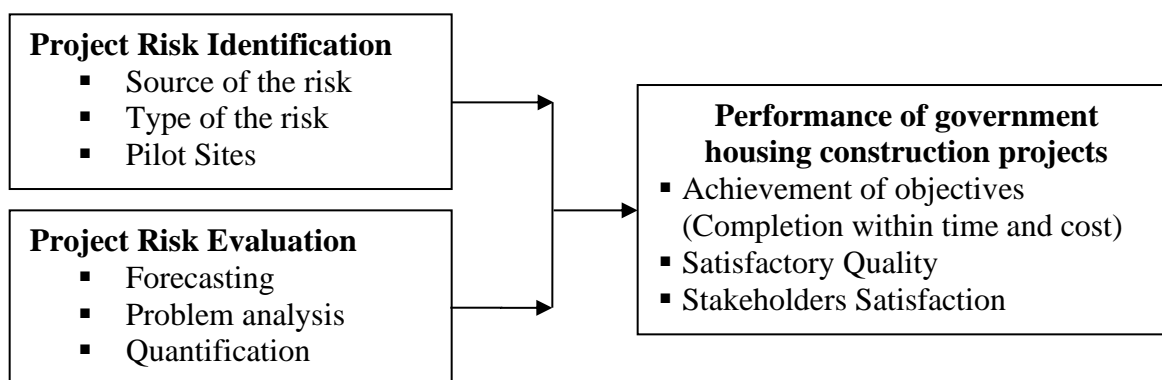 Project Risk Identification
▪ Source of the risk
▪ Type of the risk
▪ Pilot Sites
Project Risk Evaluation
▪ Forecasting
▪ Problem analysis
▪ Quantification
Performance of government
housing construction projects
▪ Achievement of objectives
(Completion within time and cost)
▪ Satisfactory Quality
▪ Stakeholders Satisfaction